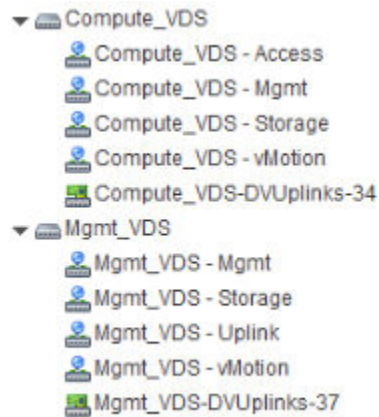 Compute_VDS
Compute_VDS - Access
Compute_VDS - Mgmt
Compute_VDS - Storage
Compute_VDS - vMotion
Compute_VDS-DVUplinks-34
Mgmt_VDS
Mgmt_VDS - Mgmt
Mgmt_VDS - Storage
Mgmt_VDS - Uplink
Mgmt_VDS - vMotion
Mgmt_VDS-DVUplinks-37